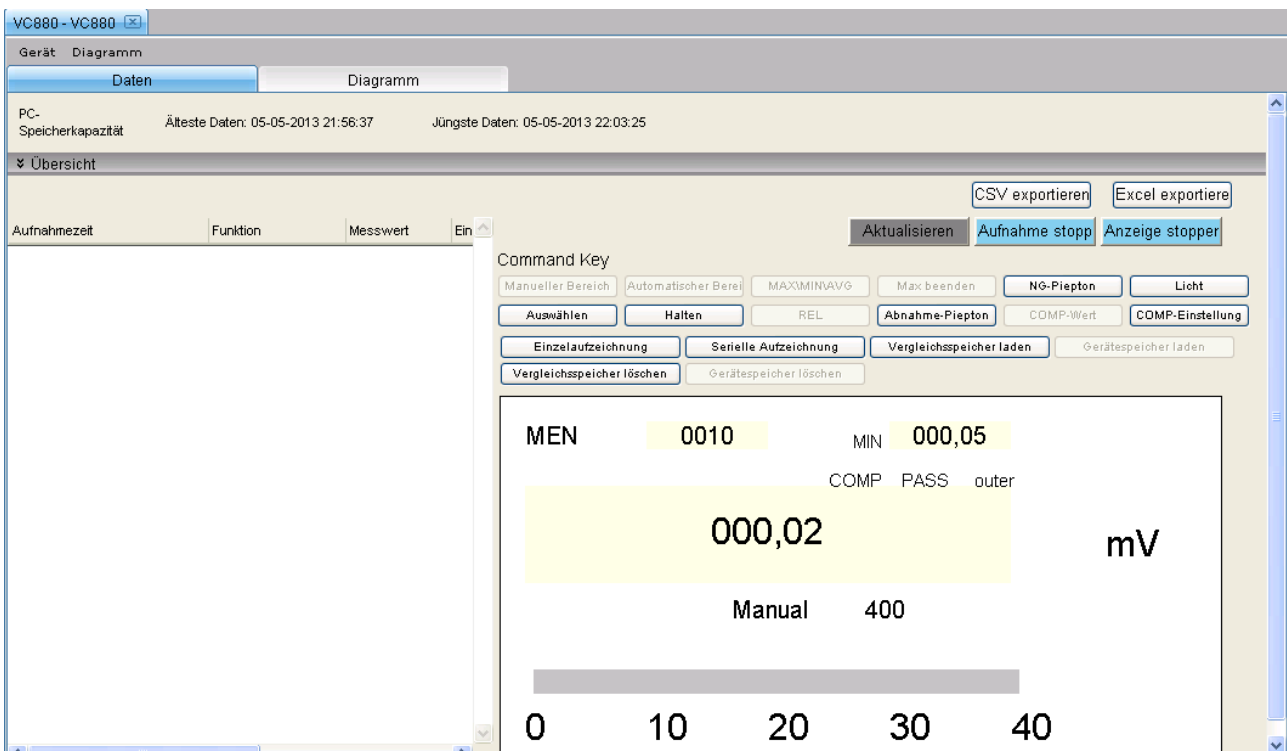 VC880 - VC880
Gerät Diagramm
Daten Diagramm
PC-
Speicherkapazität Älteste Daten: 05-05-2013 21:56:37 Jüngste Daten: 05-05-2013 22:03:25
Übersicht
CSV exportieren Excel exportiere
Aufnahmezeit Funktion Messwert Ein
Aktualisieren Aufnahme stopp Anzeige stopper
Command Key
Manueller Bereich Automatischer Berei MAX\MIN\AVG Max beenden NG-Piepton Licht
Auswählen Halten REL Abnahme-Piepton COMP-Wert COMP-Einstellung
Einzelaufzeichnung Serielle Aufzeichnung Vergleichsspeicher laden Gerätespeicher laden
Vergleichsspeicher löschen Gerätespeicher löschen
MEN 0010 MIN 000,05
COMP PASS outer
000,02 mV
Manual 400
0 10 20 30 40